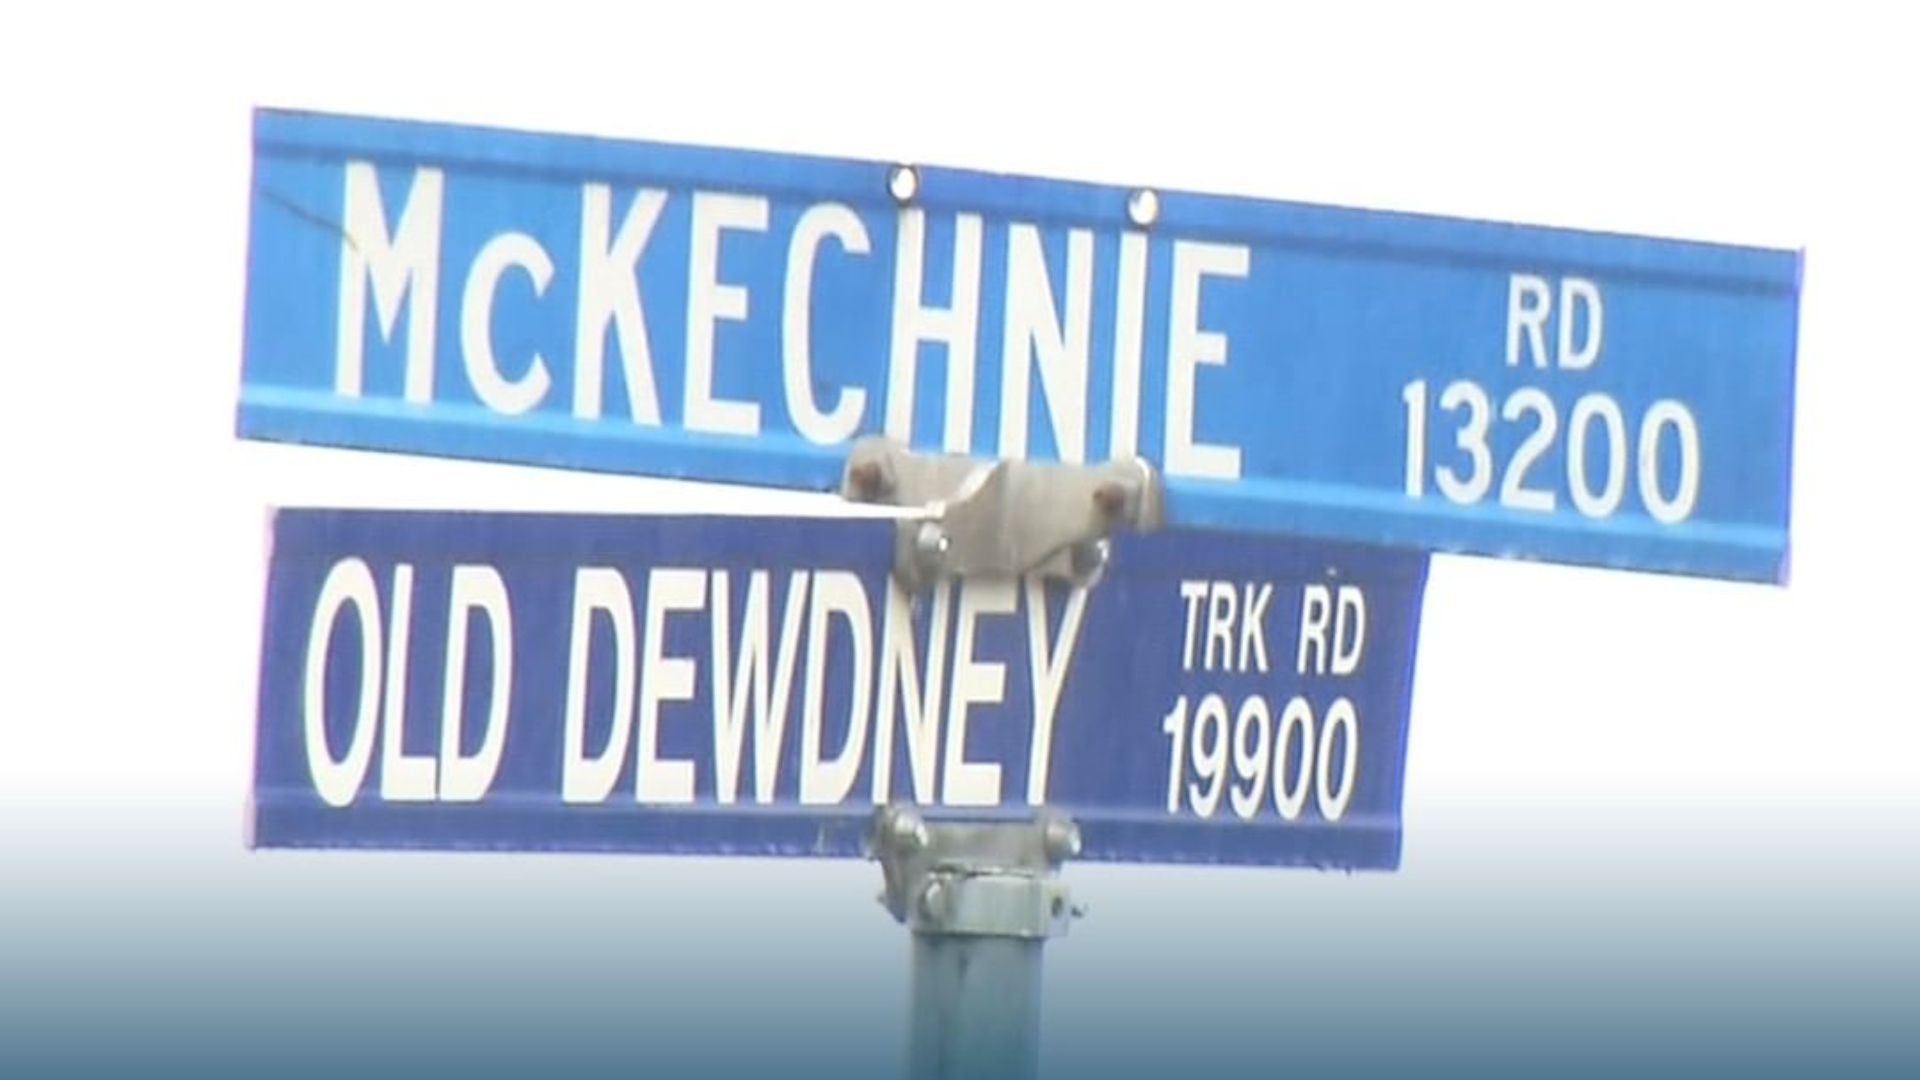 McKECHNIE RD
13200
OLD DEWDNEY TRK RD
19900